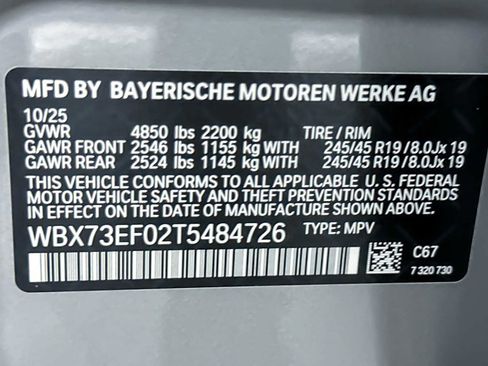 MFD BY BAYERISCHE MOTOREN WERKE AG
10/25
GVWR 4850 lbs 2200 kg TIRE / RIM
GAWR FRONT 2546 lbs 1155 kg WITH 245/45 R19 / 8.0Jx 19
GAWR REAR 2524 lbs 1145 kg WITH 245/45 R19 / 8.0Jx 19
THIS VEHICLE CONFORMS TO ALL APPLICABLE U. S. FEDERAL
MOTOR VEHICLE SAFETY AND THEFT PREVENTION STANDARDS
IN EFFECT ON THE DATE OF MANUFACTURE SHOWN ABOVE.
WBX73EF02T5484726 TYPE: MPV
C67
7 320 730